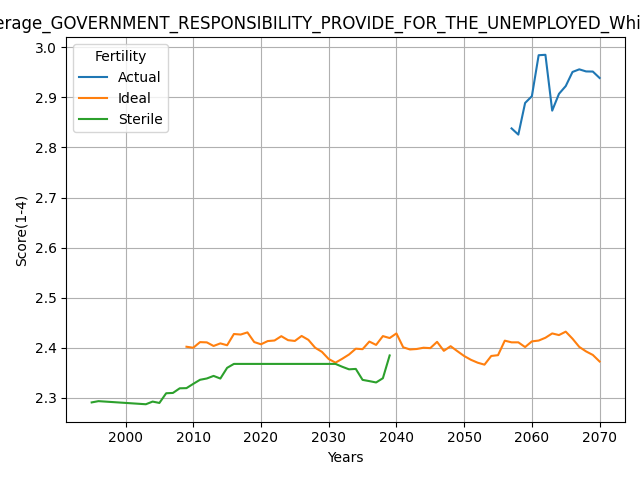 erage_GOVERNMENT_RESPONSIBILITY_PROVIDE_FOR_THE_UNEMPLOYED_Whi
Fertility
Actual
Ideal
Sterile
3.0
2.9
2.8
2.7
2.6
2.5
2.4
2.3
Score(1-4)
2000 2010 2020 2030 2040 2050 2060 2070
Years